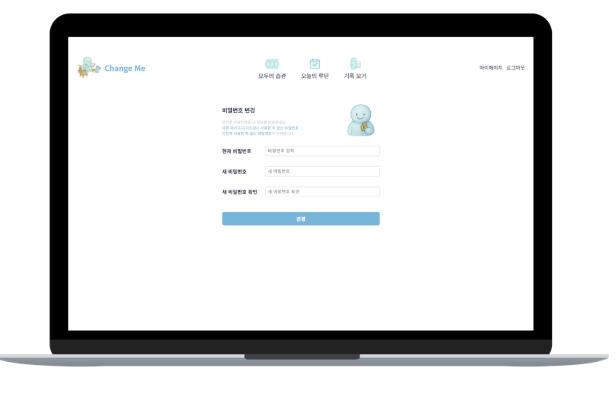 Change Me
모두의 습관 오늘의 루틴 기록 보기
마이페이지 로그아웃
비밀번호 변경
현재 비밀번호 비밀번호 입력
새 비밀번호 새 비밀번호
새 비밀번호 확인 새 비밀번호 확인
변경